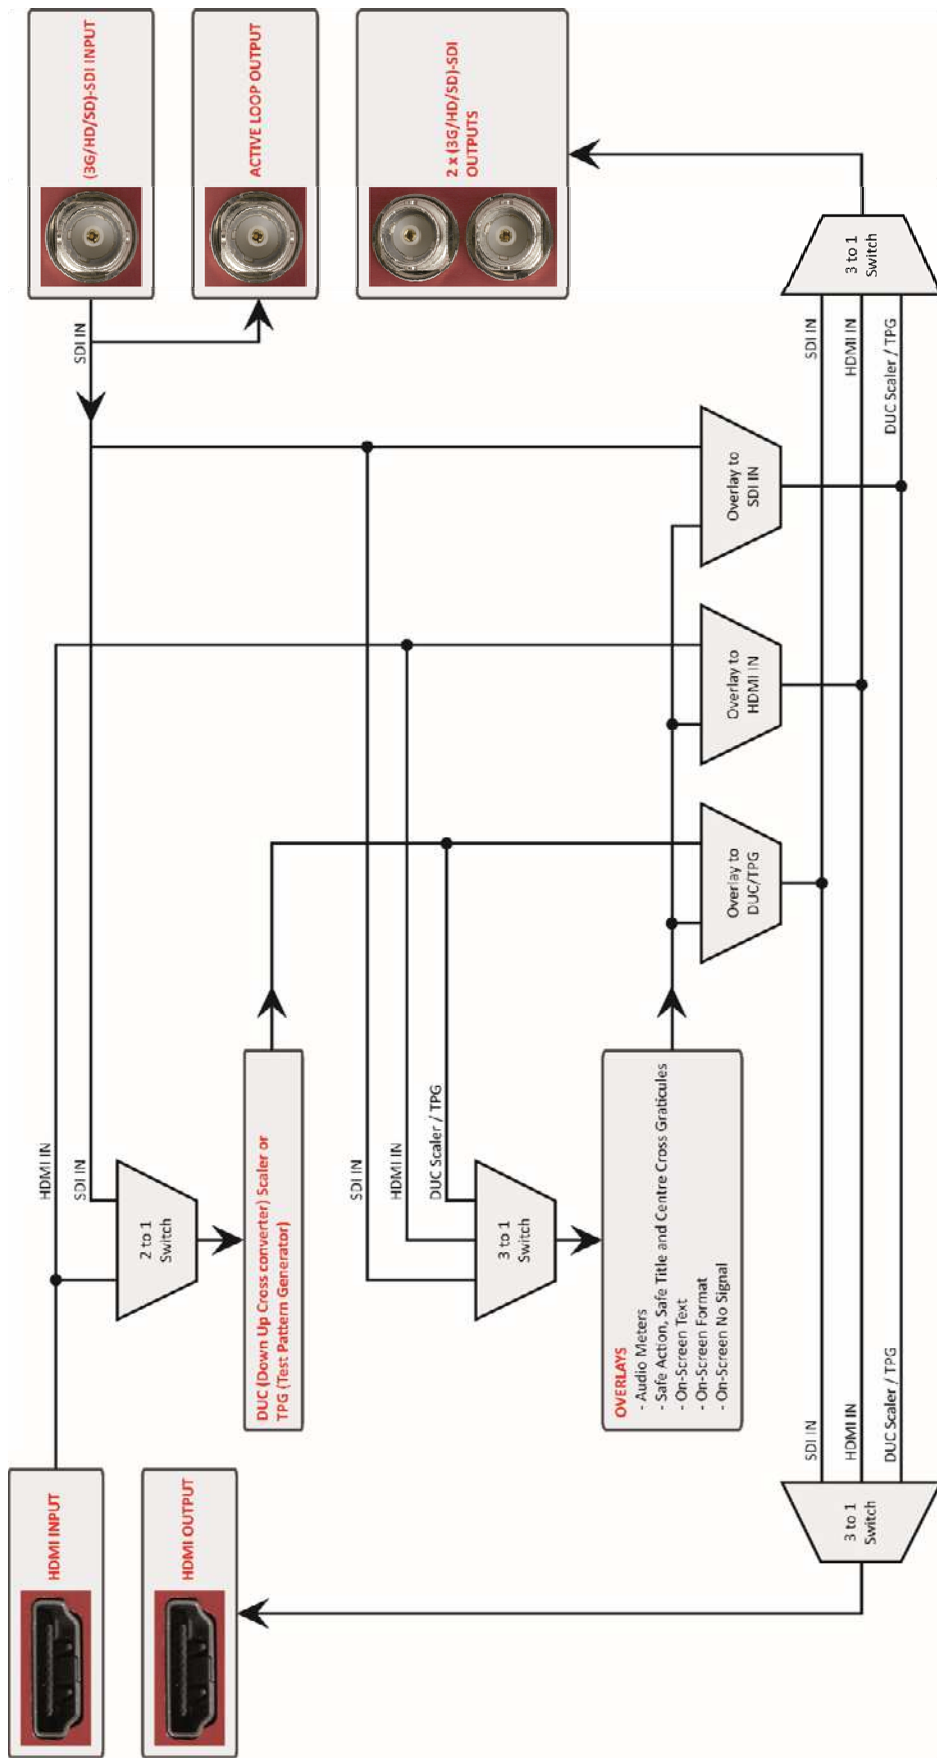 HDMI INPUT
HDMI OUTPUT
HDMI IN
SDI IN
2 to 1
Switch
DUC (Down Up Cross converter) Scaler or
TPG (Test Pattern Generator)
SDI IN
HDMI IN
DUC Scaler / TPG
3 to 1
Switch
OVERLAYS
- Audio Meters
- Safe Action, Safe Title and Centre Cross Graticules
- On-Screen Text
- On-Screen Format
- On-Screen No Signal
Overlay to
DUC/TPG
Overlay to
HDMI IN
Overlay to
SDI IN
SDI IN
(3G/HD/SD)-SDI INPUT
ACTIVE LOOP OUTPUT
2 x (3G/HD/SD)-SDI
OUTPUTS
3 to 1
Switch
SDI IN
HDMI IN
DUC Scaler / TPG
SDI IN
HDMI IN
DUC Scaler / TPG
3 to 1
Switch